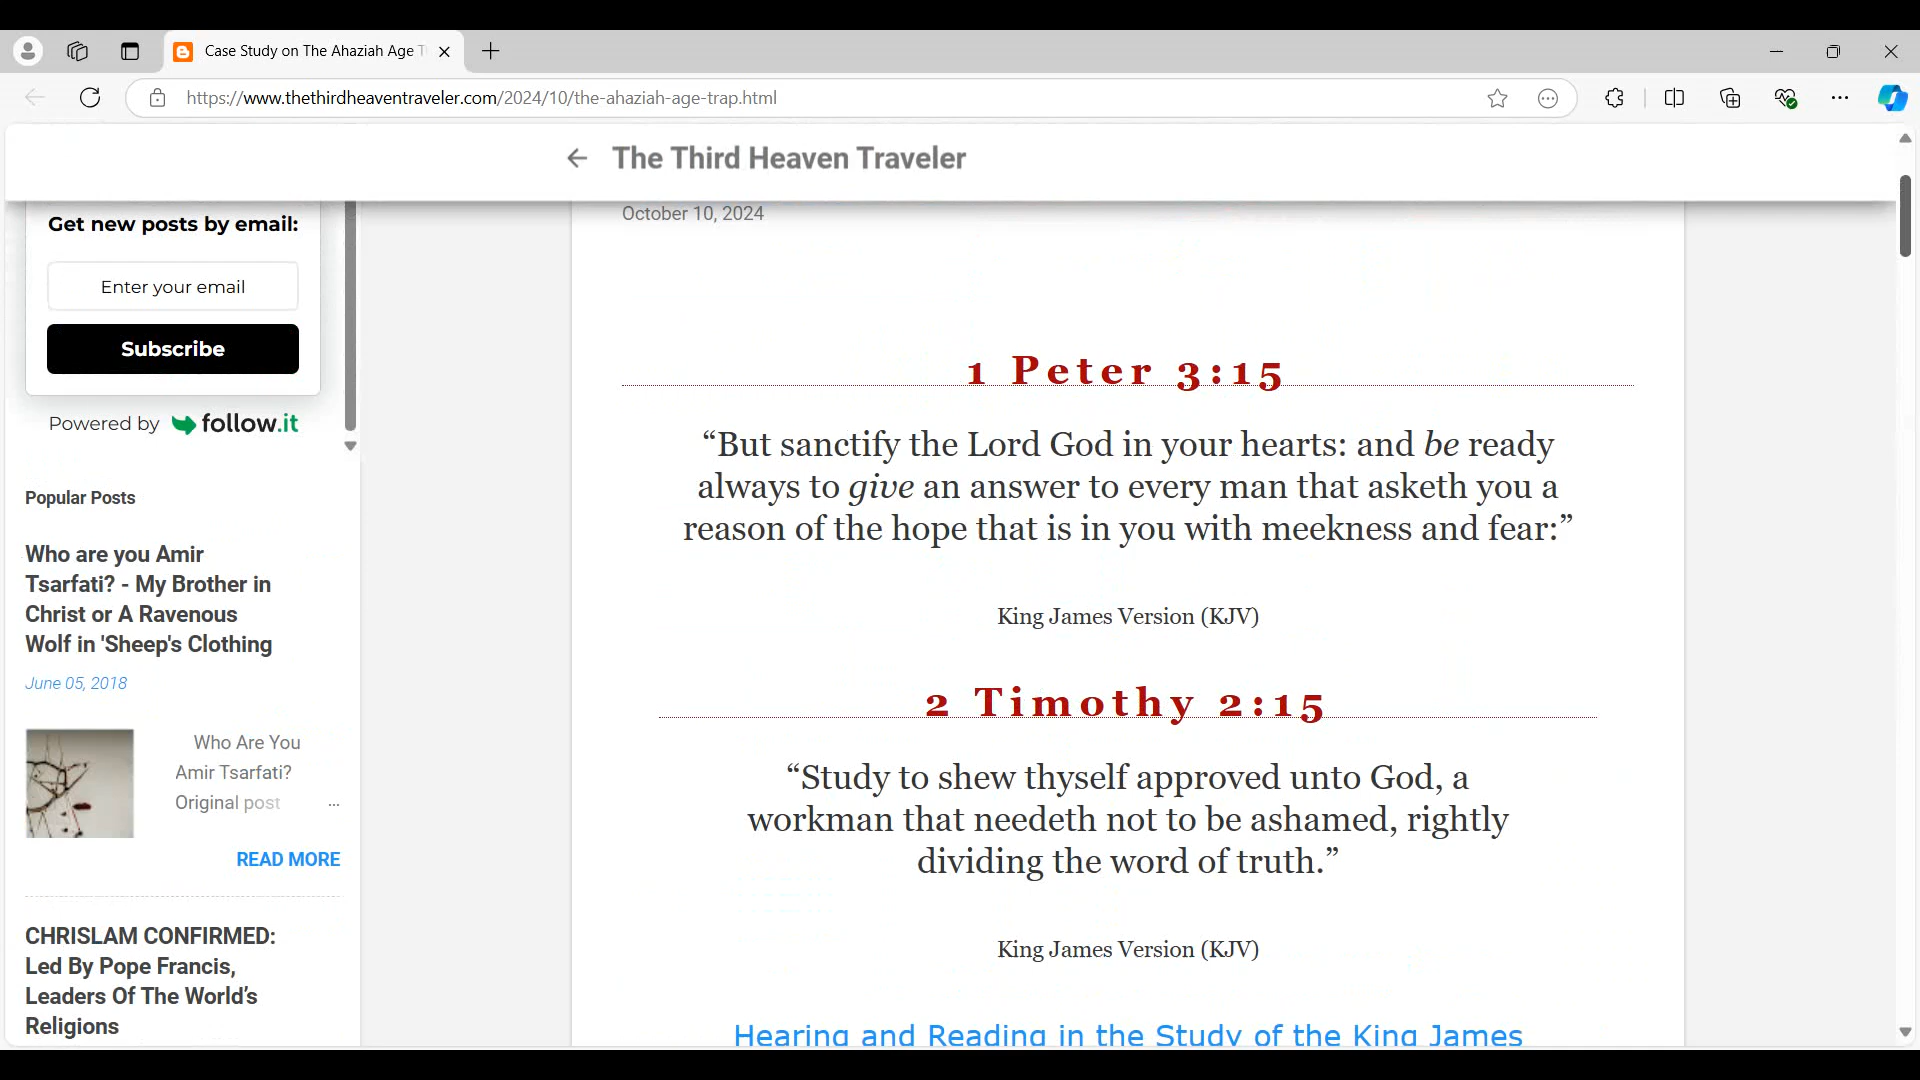 Case Study on The Ahaziah Age T
https://www.thethirdheaventraveler.com/2024/10/the-ahaziah-age-trap.html
The Third Heaven Traveler
Get new posts by email:
Enter your email
Subscribe
Powered by follow.it
Popular Posts
Who are you Amir
Tsarfati? - My Brother in
Christ or A Ravenous
Wolf in 'Sheep's Clothing
June 05, 2018
Who Are You
Amir Tsarfati?
Original post
...
READ MORE
CHRISLAM CONFIRMED:
Led By Pope Francis,
Leaders Of The World’s
Religions
October 10, 2024
1 Peter 3:15
“But sanctify the Lord God in your hearts: and be ready
always to give an answer to every man that asketh you a
reason of the hope that is in you with meekness and fear:”
King James Version (KJV)
2 Timothy 2:15
“Study to shew thyself approved unto God, a
workman that needeth not to be ashamed, rightly
dividing the word of truth.”
King James Version (KJV)
Hearing and Reading in the Study of the King James